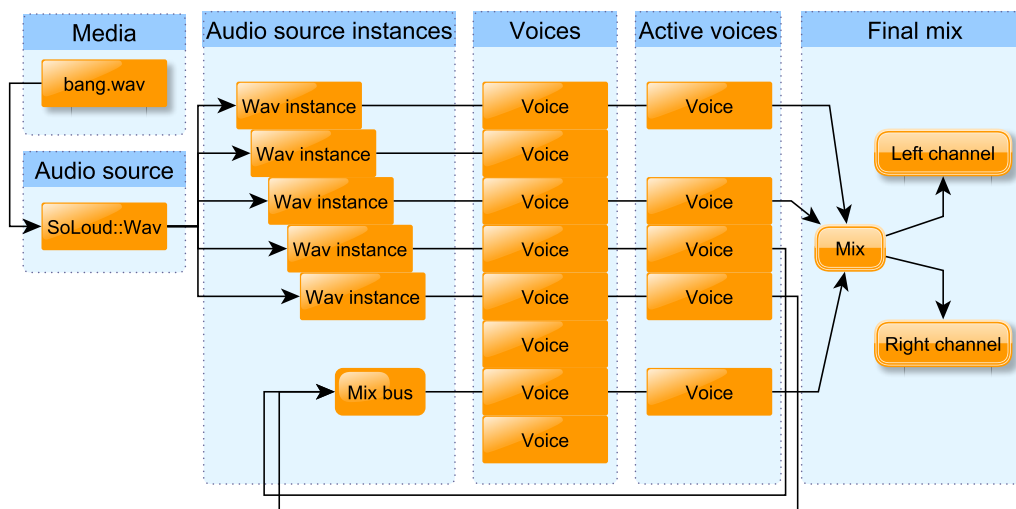 Media
bang.wav
Audio source
SoLoud::Wav
Audio source instances
Wav instance
Wav instance
Wav instance
Wav instance
Wav instance
Mix bus
Voices
Voice
Voice
Voice
Voice
Voice
Voice
Voice
Voice
Active voices
Voice
Voice
Voice
Voice
Voice
Final mix
Left channel
Mix
Right channel